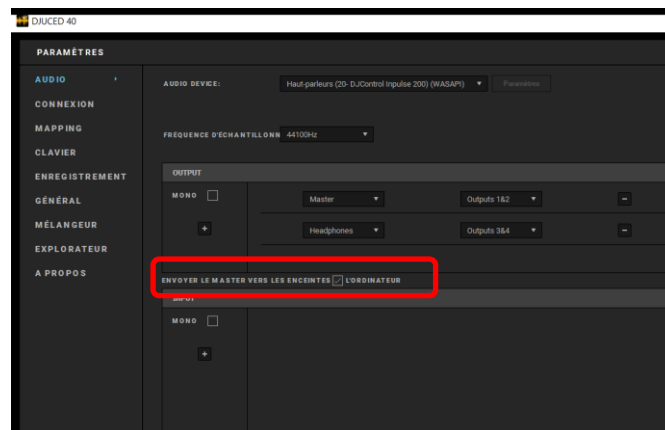 DJUCED 40
PARAMÈTRES
AUDIO
CONNEXION
MAPPING
CLAVIER
ENREGISTREMENT
GÉNÉRAL
MÉLANGEUR
EXPLORATEUR
A PROPOS
AUDIO DEVICE:
Haut-parleurs (20- DJControl Inpulse 200) (WASAPI)
Paramètres
FRÉQUENCE D'ÉCHANTILLONN
44100Hz
OUTPUT
MONO
Master
Outputs 1&2
+
Headphones
Outputs 3&4
ENVOYER LE MASTER VERS LES ENCEINTES L'ORDINATEUR
INPUT
MONO
+